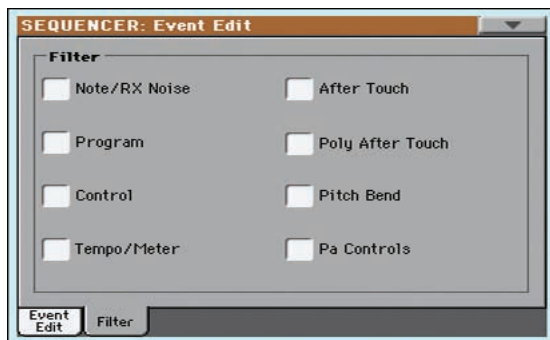 SEQUENCER: Event Edit
Filter
Note/RX Noise
After Touch
Program
Poly After Touch
Control
Pitch Bend
Tempo/Meter
Pa Controls
Event
Edit
Filter